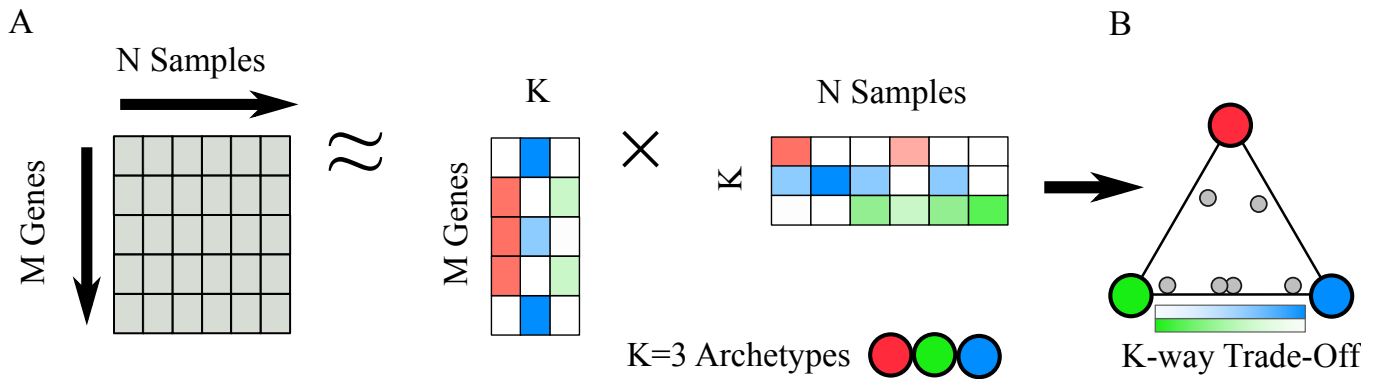 A
B
N Samples
M Genes
≈
K
M Genes
×
N Samples
K
K=3 Archetypes
K-way Trade-Off